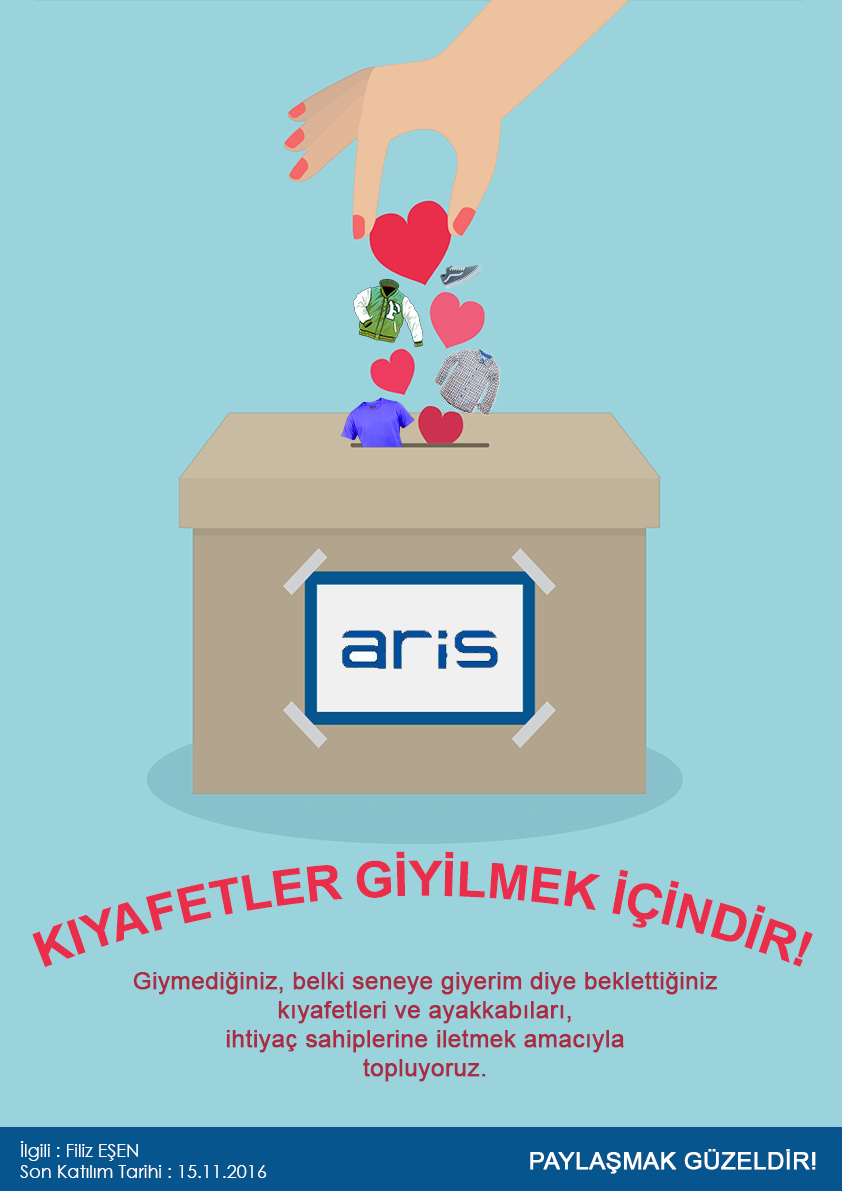 aris
KIYAFETLER GİYİLMEK İÇİNDİR!
Giymediğiniz, belki seneye giyerim diye beklettiğiniz
kıyafetleri ve ayakkabıları,
ihtiyaç sahiplerine iletmek amacıyla
topluyoruz.
İlgili : Filiz EŞEN
Son Katılım Tarihi : 15.11.2016
PAYLAŞMAK GÜZELDİR!